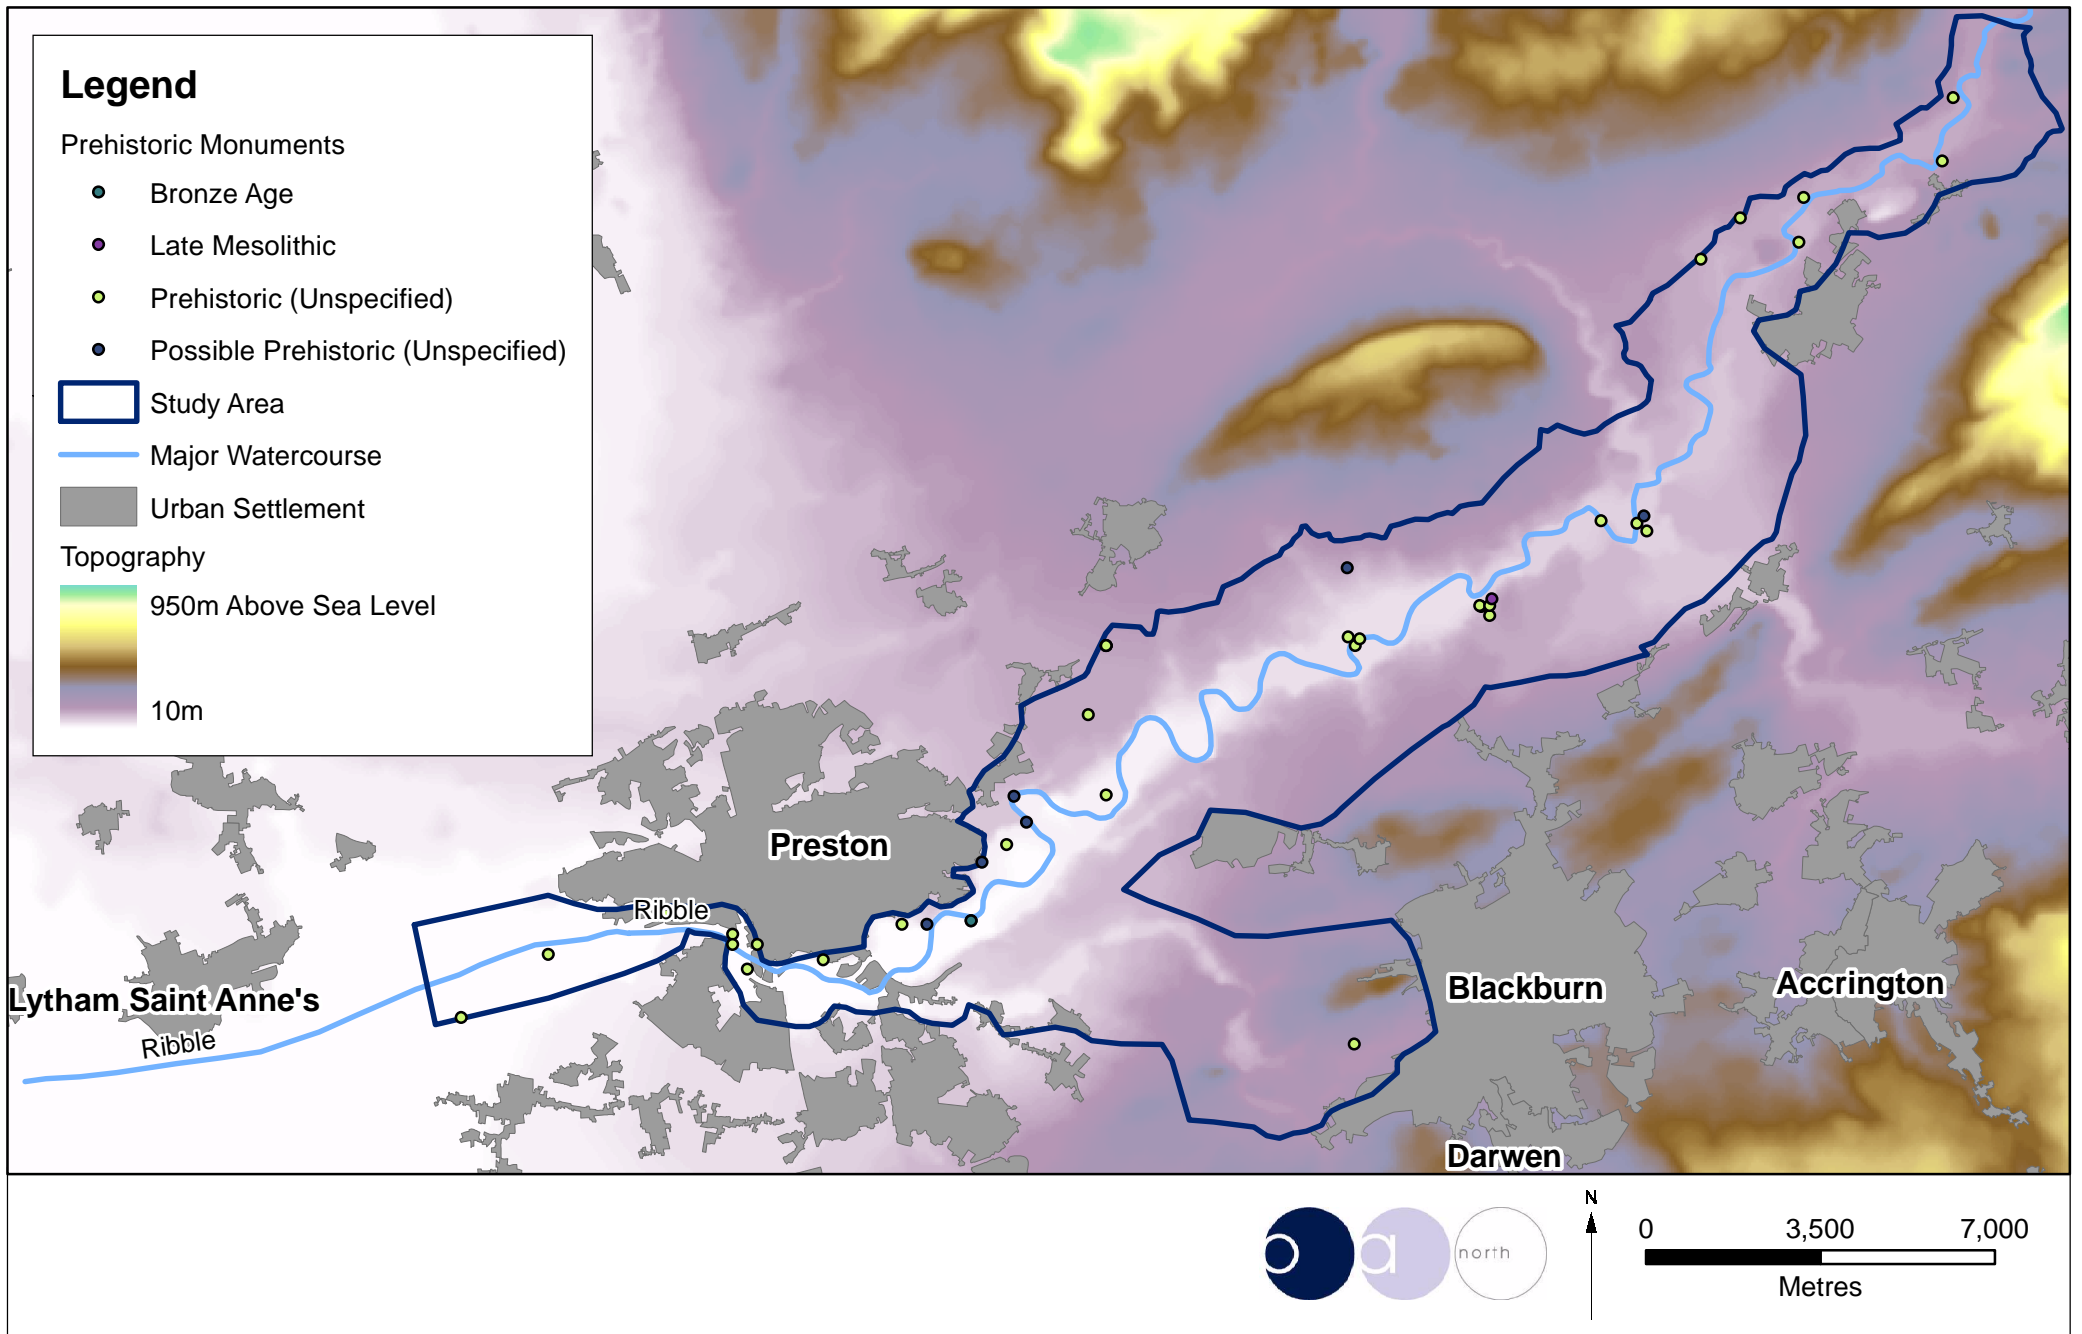 Legend
Prehistoric Monuments
Bronze Age
Late Mesolithic
Prehistoric (Unspecified)
Possible Prehistoric (Unspecified)
Study Area
Major Watercourse
Urban Settlement
Topography
950m Above Sea Level
10m
Preston
Ribble
Lytham Saint Anne's
Ribble
Blackburn
Accrington
Darwen
o a north
N
0 3,500 7,000
Metres